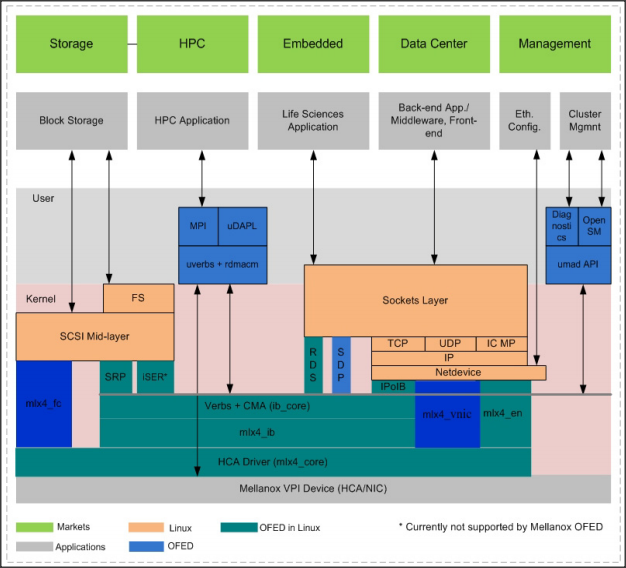 Storage
HPC
Embedded
Data Center
Management
Block Storage
HPC Application
Life Sciences
Application
Back-end App./
Middleware, Front-
end
Eth.
Config.
Cluster
Mgmnt
User
MPI
uDAPL
uverbs + rdmacm
Diag
nosti
cs
Open
SM
umad API
Kernel
FS
SCSI Mid-layer
Sockets Layer
TCP
UDP
IC MP
IP
Netdevice
R
D
S
S
D
P
SRP
iSER*
IPoIB
mlx4_fc
Verbs + CMA (ib_core)
mlx4_vnic
mlx4_en
mlx4_ib
HCA Driver (mlx4_core)
Mellanox VPI Device (HCA/NIC)
Markets
Linux
OFED in Linux
* Currently not supported by Mellanox OFED
Applications
OFED